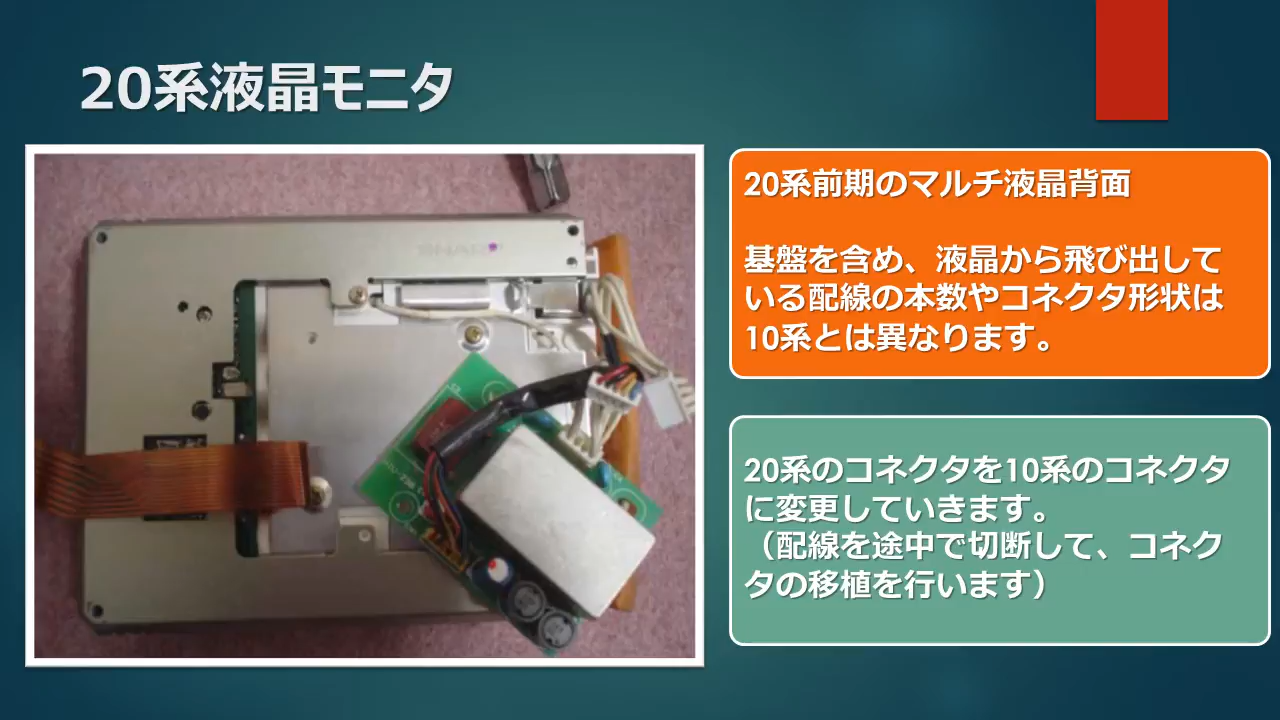 20系液晶モニタ
20系前期のマルチ液晶背面
基盤を含め、液晶から飛び出して
いる配線の本数やコネクタ形状は
10系とは異なります。
20系のコネクタを10系のコネクタ
に変更していきます。
（配線を途中で切断して、コネク
タの移植を行います）
SHARP